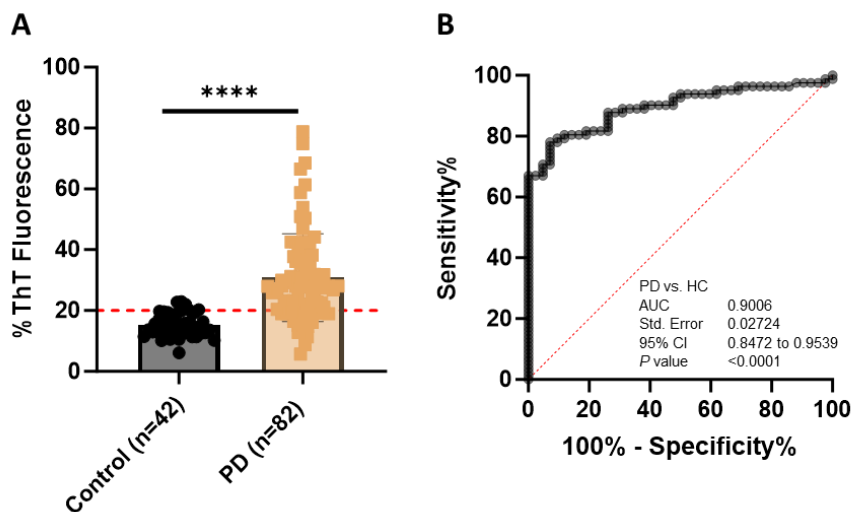 A
B
% ThT Fluorescence
100
80
60
40
20
0
****
Control (n=42)
PD (n=82)
Sensitivity%
100
80
60
40
20
0
PD vs. HC
AUC 0.9006
Std. Error 0.02724
95% CI 0.8472 to 0.9539
P value <0.0001
0 20 40 60 80 100
100% - Specificity%